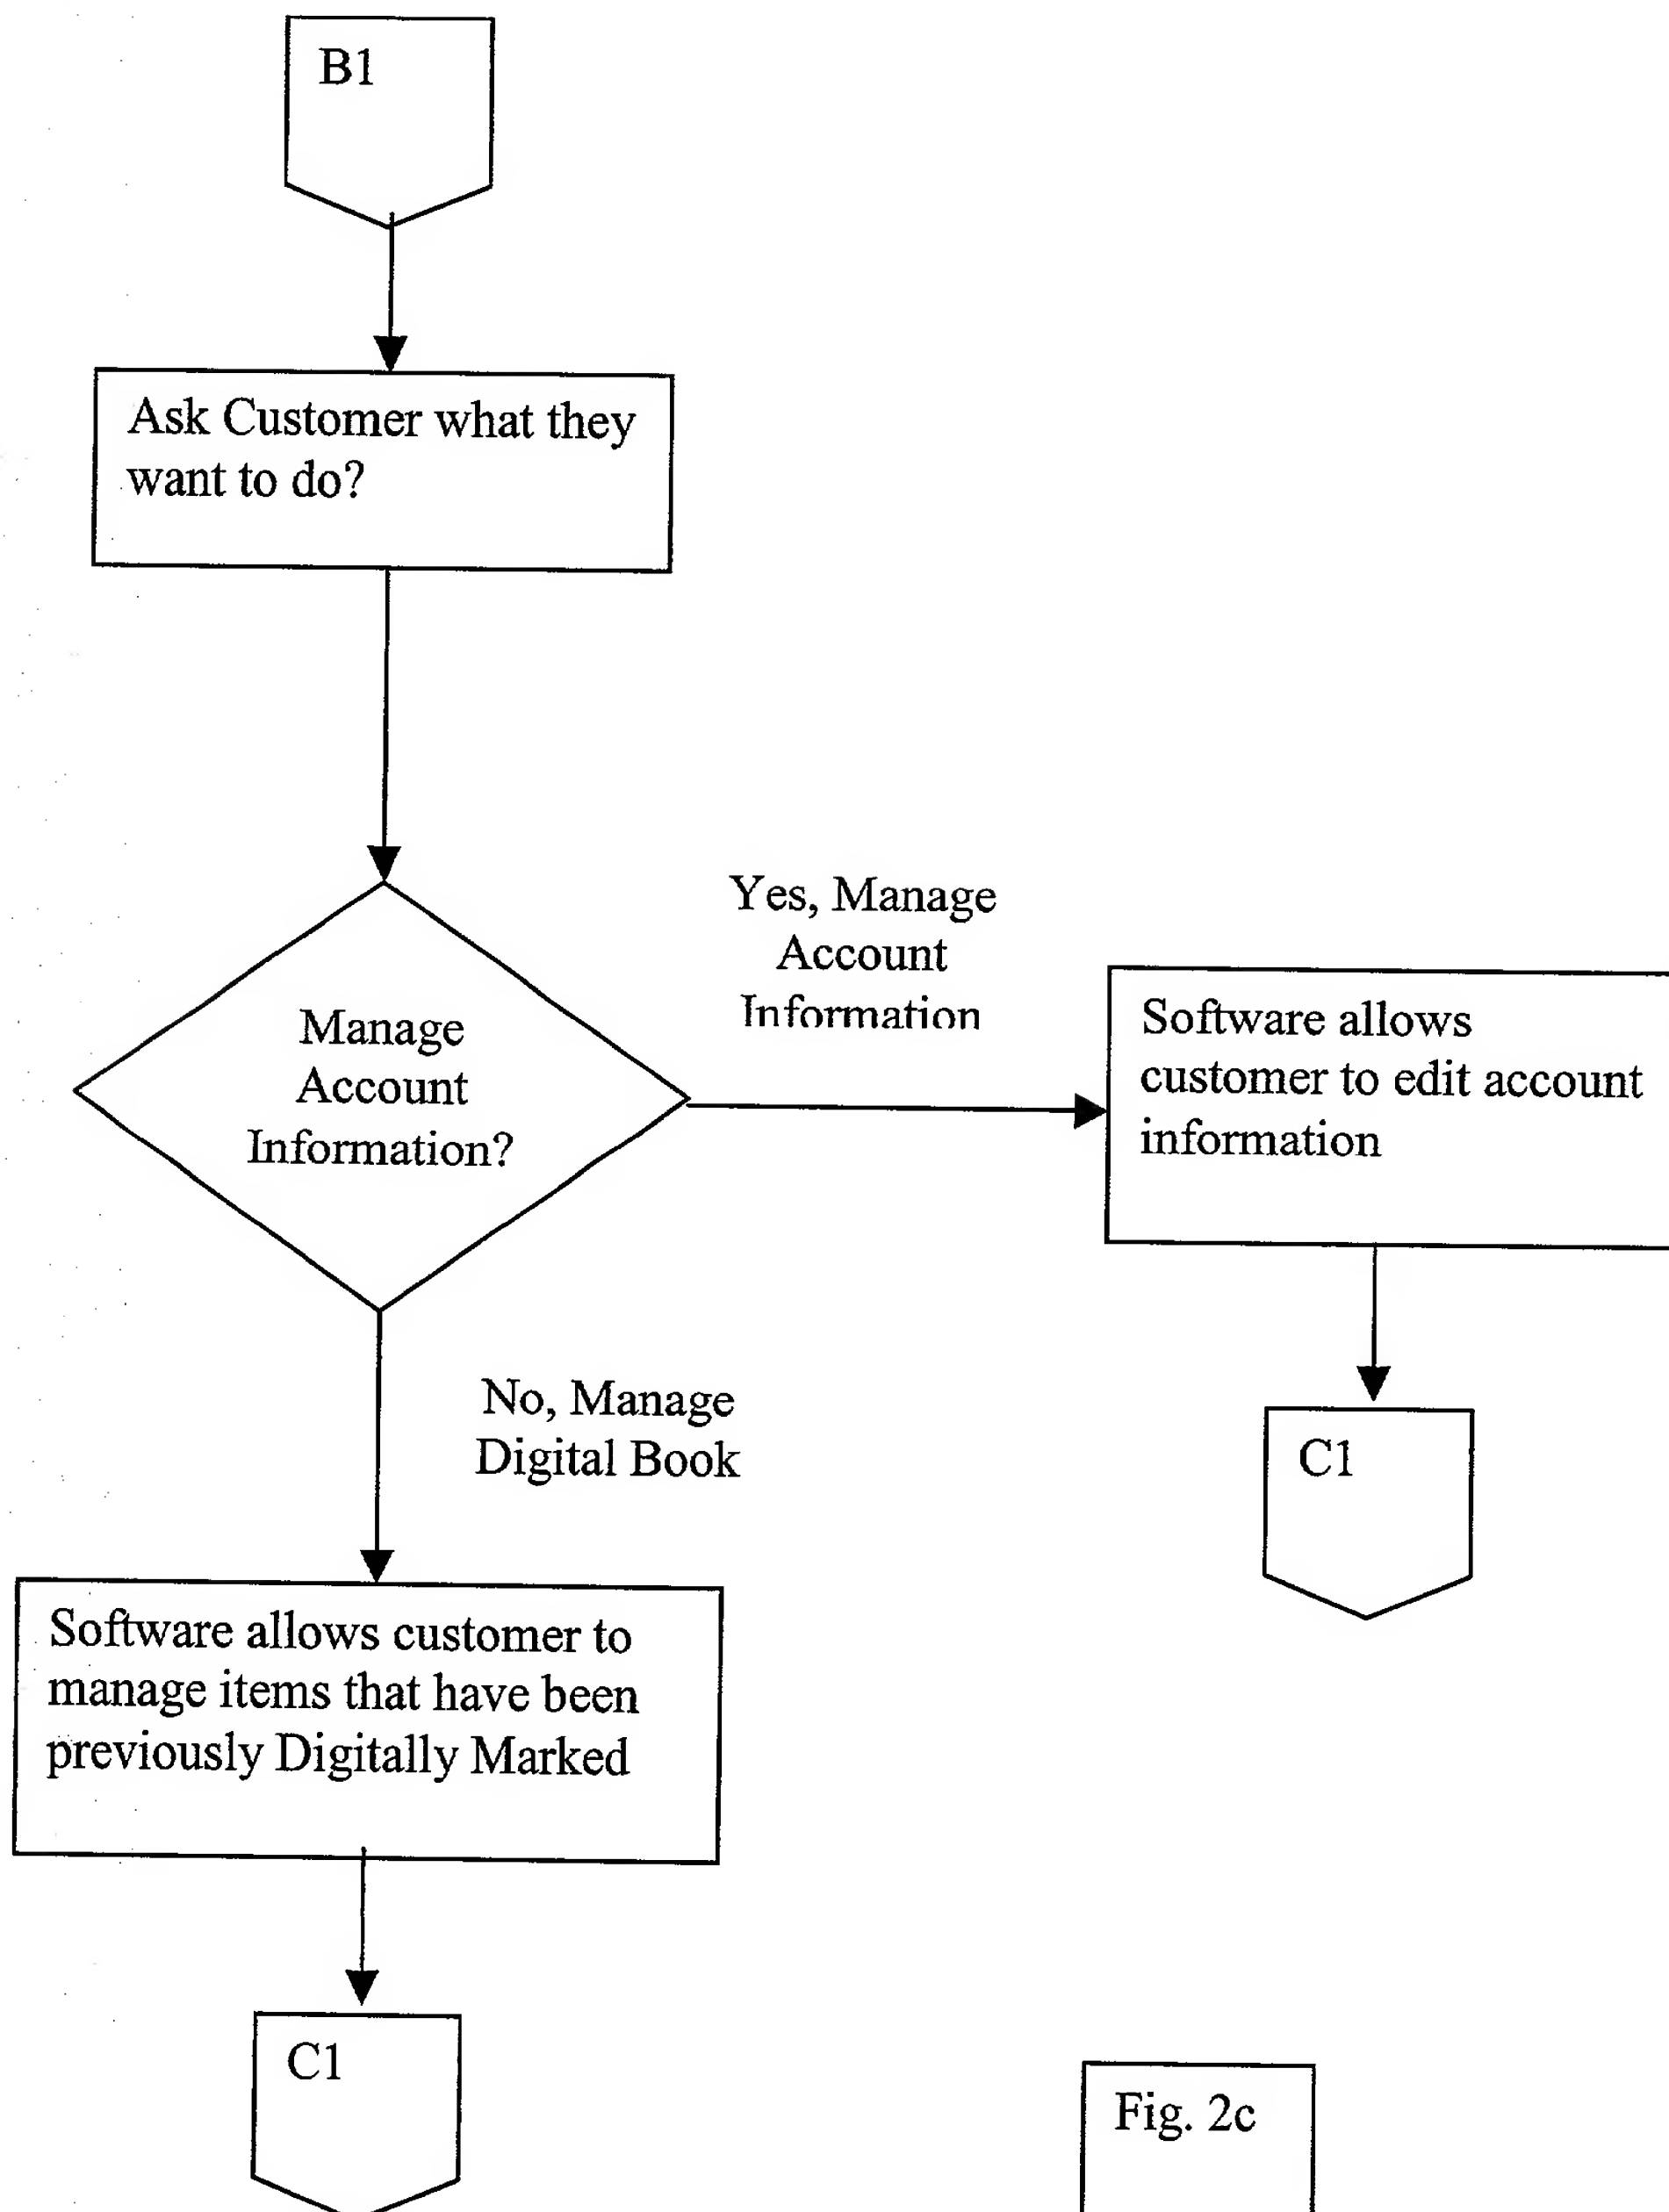 B1
Ask Customer what they
want to do?
Yes, Manage
Account
Information
Manage
Account
Information?
Software allows
customer to edit account
information
No, Manage
Digital Book
C1
Software allows customer to
manage items that have been
previously Digitally Marked
C1
Fig. 2c